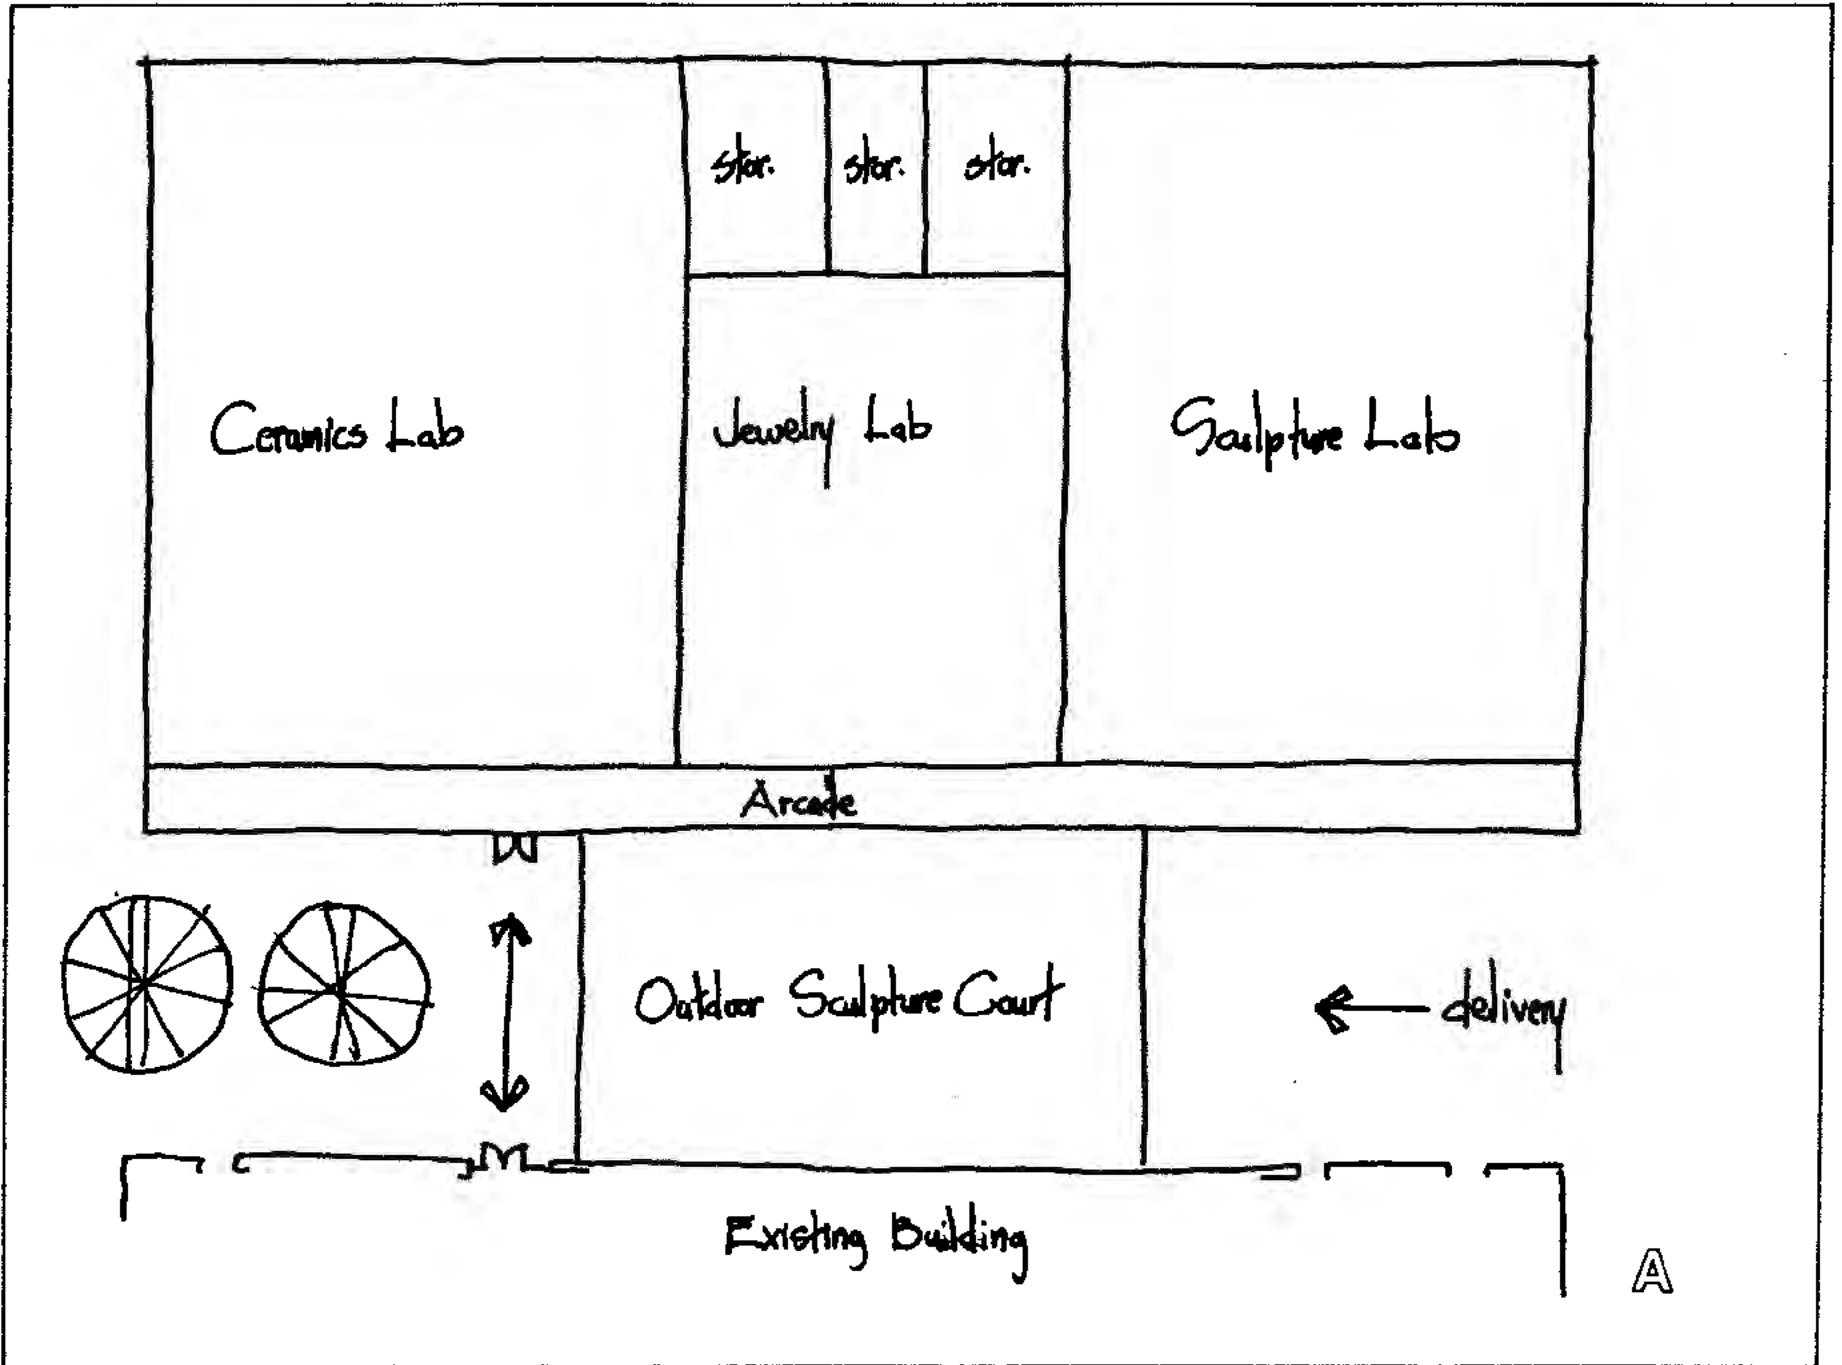 stor. stor. stor.
Ceramics Lab
Jewelry Lab
Sculpture Lab
Arcade
Outdoor Sculpture Court
delivery
Existing Building
A